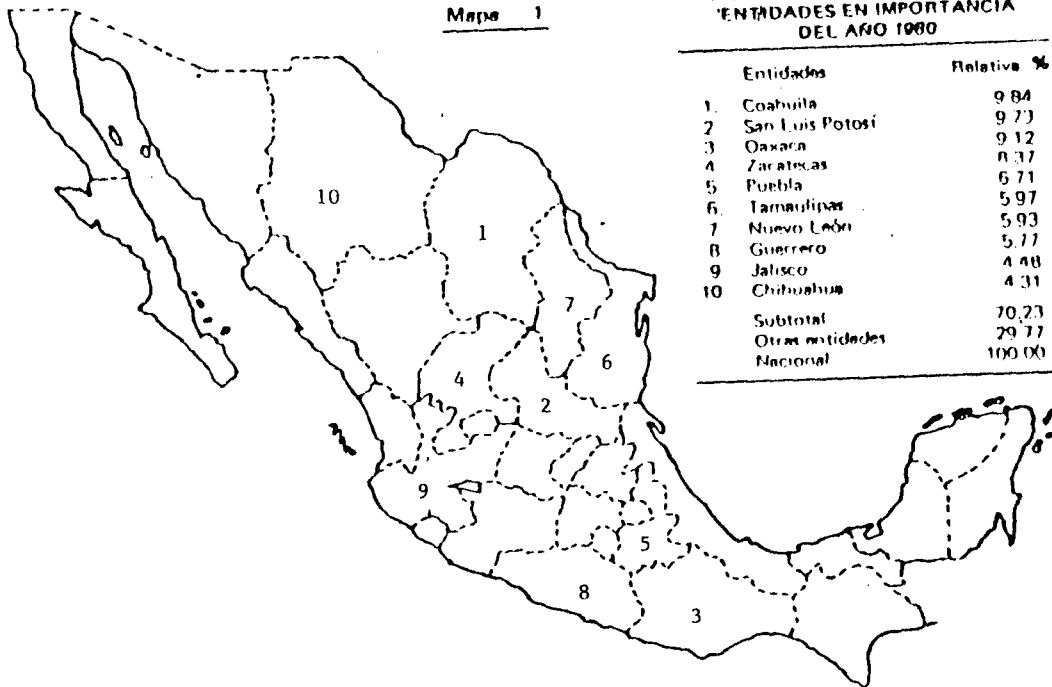 Mapa 1
'ENTIDADES EN IMPORTANCIA
DEL AÑO 1980
Entidades Relativa %
1. Coahuila 9.84
2 San Luis Potosí 9.73
3 Oaxaca 9.12
4 Zacatecas 8.37
5 Puebla 6.71
6. Tamaulipas 5.97
7 Nuevo León 5.93
8 Guerrero 5.77
9 Jalisco 4.48
10 Chihuahua 4.31
Subtotal 70.23
Otras entidades 29.77
Nacional 100.00
10
1
7
6
4
2
9
5
8
3